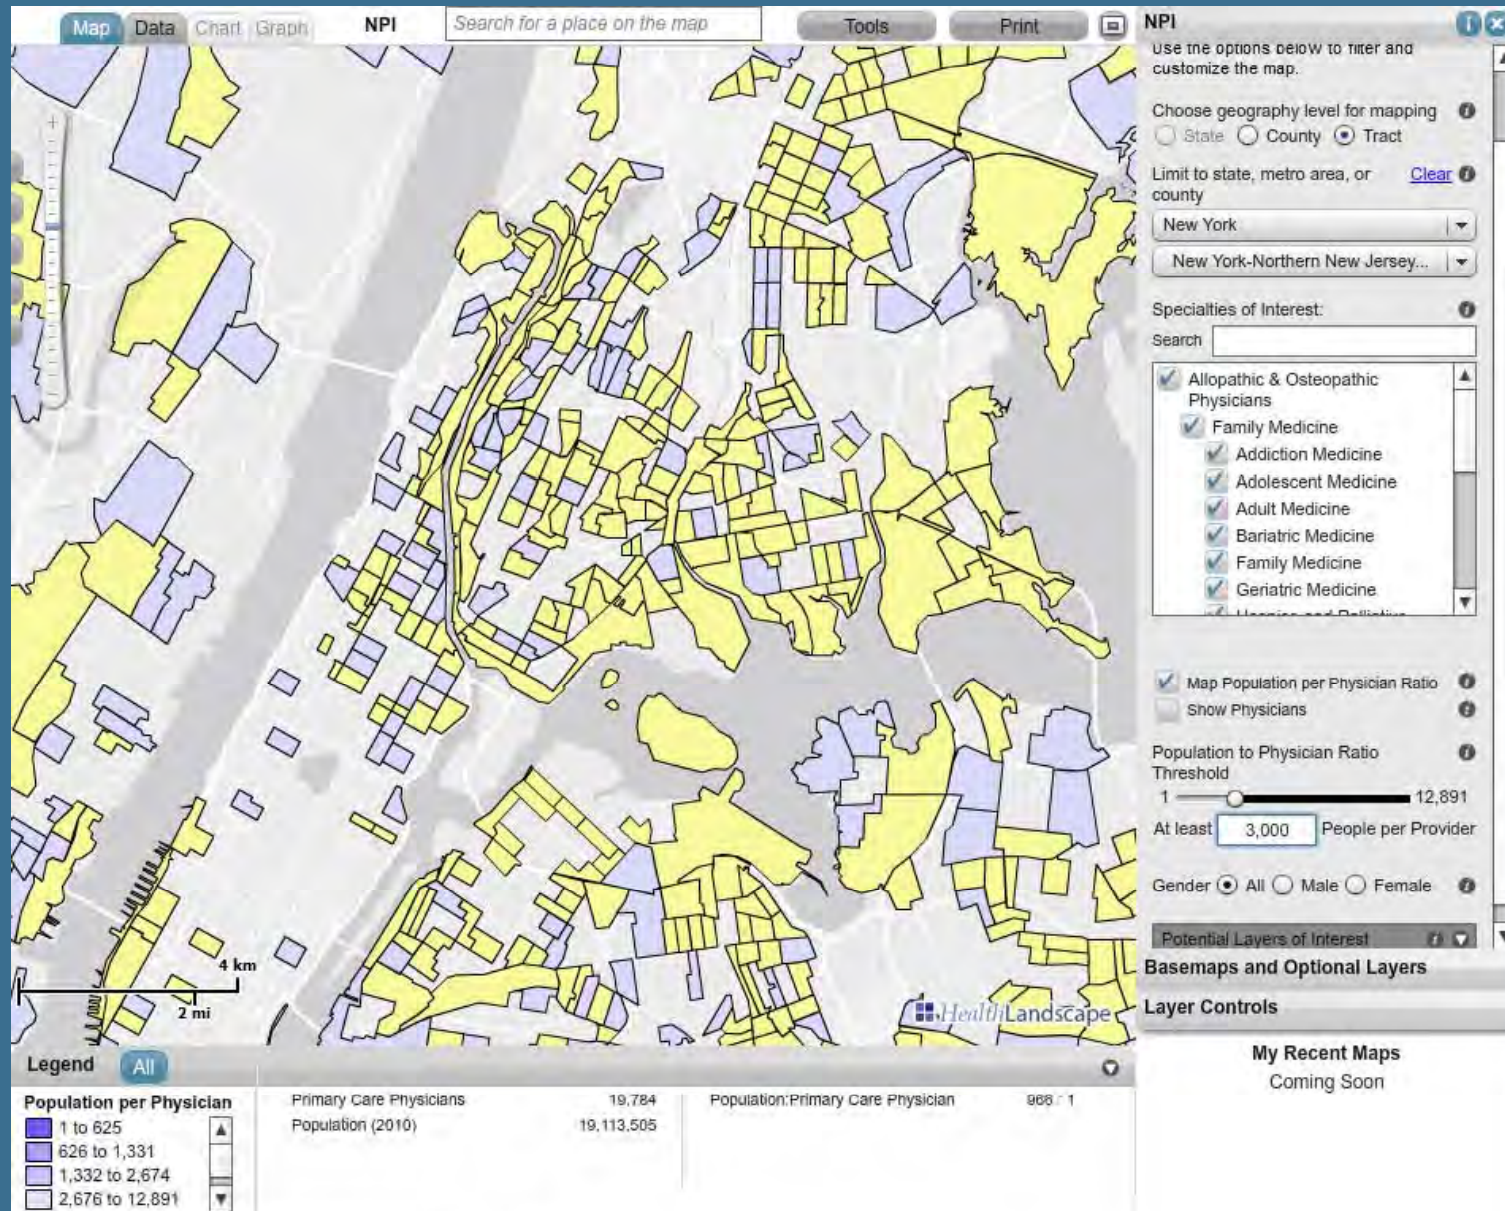 Map Data Chart Graph NPI Search for a place on the map Tools Print
4 km
2 mi
HealthLandscape
NPI
Use the options below to filter and
customize the map.
Choose geography level for mapping
State County Tract
Limit to state, metro area, or Clear
county
New York
New York-Northern New Jersey...
Specialties of Interest:
Search
Allopathic & Osteopathic
Physicians
Family Medicine
Addiction Medicine
Adolescent Medicine
Adult Medicine
Bariatric Medicine
Family Medicine
Geriatric Medicine
Hospice and Palliative
Map Population per Physician Ratio
Show Physicians
Population to Physician Ratio
Threshold
1 12,891
At least 3,000 People per Provider
Gender All Male Female
Potential Layers of Interest
Basemaps and Optional Layers
Layer Controls
My Recent Maps
Coming Soon
Legend All
Population per Physician
1 to 625
626 to 1,331
1,332 to 2,674
2,676 to 12,891
Primary Care Physicians 19,784
Population (2010) 19,113,505
Population:Primary Care Physician 966 : 1